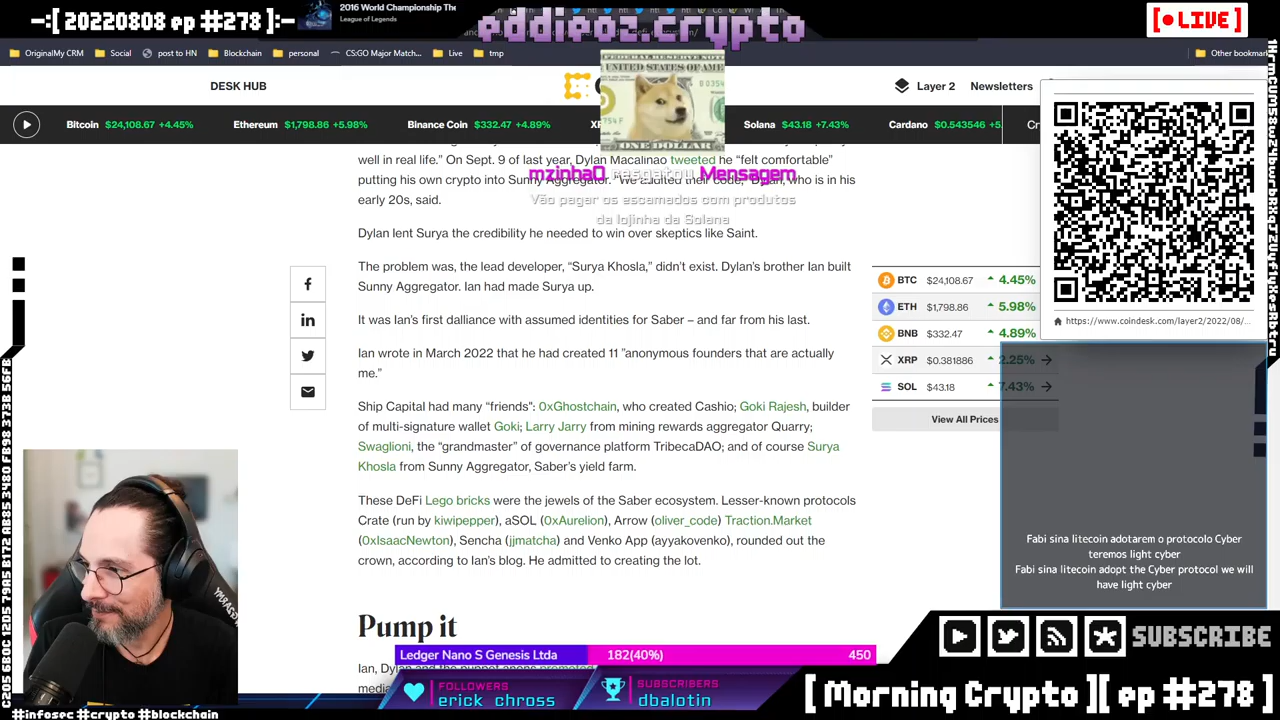 -:[ 20220808 ep #278 ]:-
2016 World Championship The
League of Legends
eddieoz.crypto
[ LIVE ]
OriginalMy CRM
Social
post to HN
Blockchain
personal
CS:GO Major Match...
Live
tmp
Other bookmar
DESK HUB
Layer 2
Newsletters
Bitcoin $24,108.67 +4.45%
Ethereum $1,798.86 +5.98%
Binance Coin $332.47 +4.89%
Solana $43.18 +7.43%
Cardano $0.543546 +5.
ONE DOLLAR
mzinha0 resgatou Mensagem
Vão pagar os escamados com produtos
da lojinha da Solana
well in real life.” On Sept. 9 of last year, Dylan Macalinao tweeted he “felt comfortable”
putting his own crypto into Sunny Aggregator. “We audited their code,” Dylan, who is in his
early 20s, said.
Dylan lent Surya the credibility he needed to win over skeptics like Saint.
The problem was, the lead developer, “Surya Khosla,” didn’t exist. Dylan’s brother Ian built
Sunny Aggregator. Ian had made Surya up.
It was Ian’s first dalliance with assumed identities for Saber – and far from his last.
Ian wrote in March 2022 that he had created 11 ”anonymous founders that are actually
me.”
Ship Capital had many “friends”: 0xGhostchain, who created Cashio; Goki Rajesh, builder
of multi-signature wallet Goki; Larry Jarry from mining rewards aggregator Quarry;
Swaglioni, the “grandmaster” of governance platform TribecaDAO; and of course Surya
Khosla from Sunny Aggregator, Saber’s yield farm.
These DeFi Lego bricks were the jewels of the Saber ecosystem. Lesser-known protocols
Crate (run by kiwipepper), aSOL (0xAurelion), Arrow (oliver_code) Traction.Market
(0xIsaacNewton), Sencha (jjmatcha) and Venko App (ayyakovenko), rounded out the
crown, according to Ian’s blog. He admitted to creating the lot.
Pump it
Ian, Dylan and the puppet anons promoted
BTC $24,108.67 4.45%
ETH $1,798.86 5.98%
BNB $332.47 4.89%
XRP $0.381886 2.25%
SOL $43.18 7.43%
View All Prices
https://www.coindesk.com/layer2/2022/08/...
Fabi sina litecoin adotarem o protocolo Cyber
teremos light cyber
Fabi sina litecoin adopt the Cyber protocol we will
have light cyber
Ledger Nano S Genesis Ltda 182(40%) 450
FOLLOWERS
erick_chross
SUBSCRIBERS
dbalotin
SUBSCRIBE
[ Morning Crypto ][ ep #278 ]
#infosec #crypto #blockchain